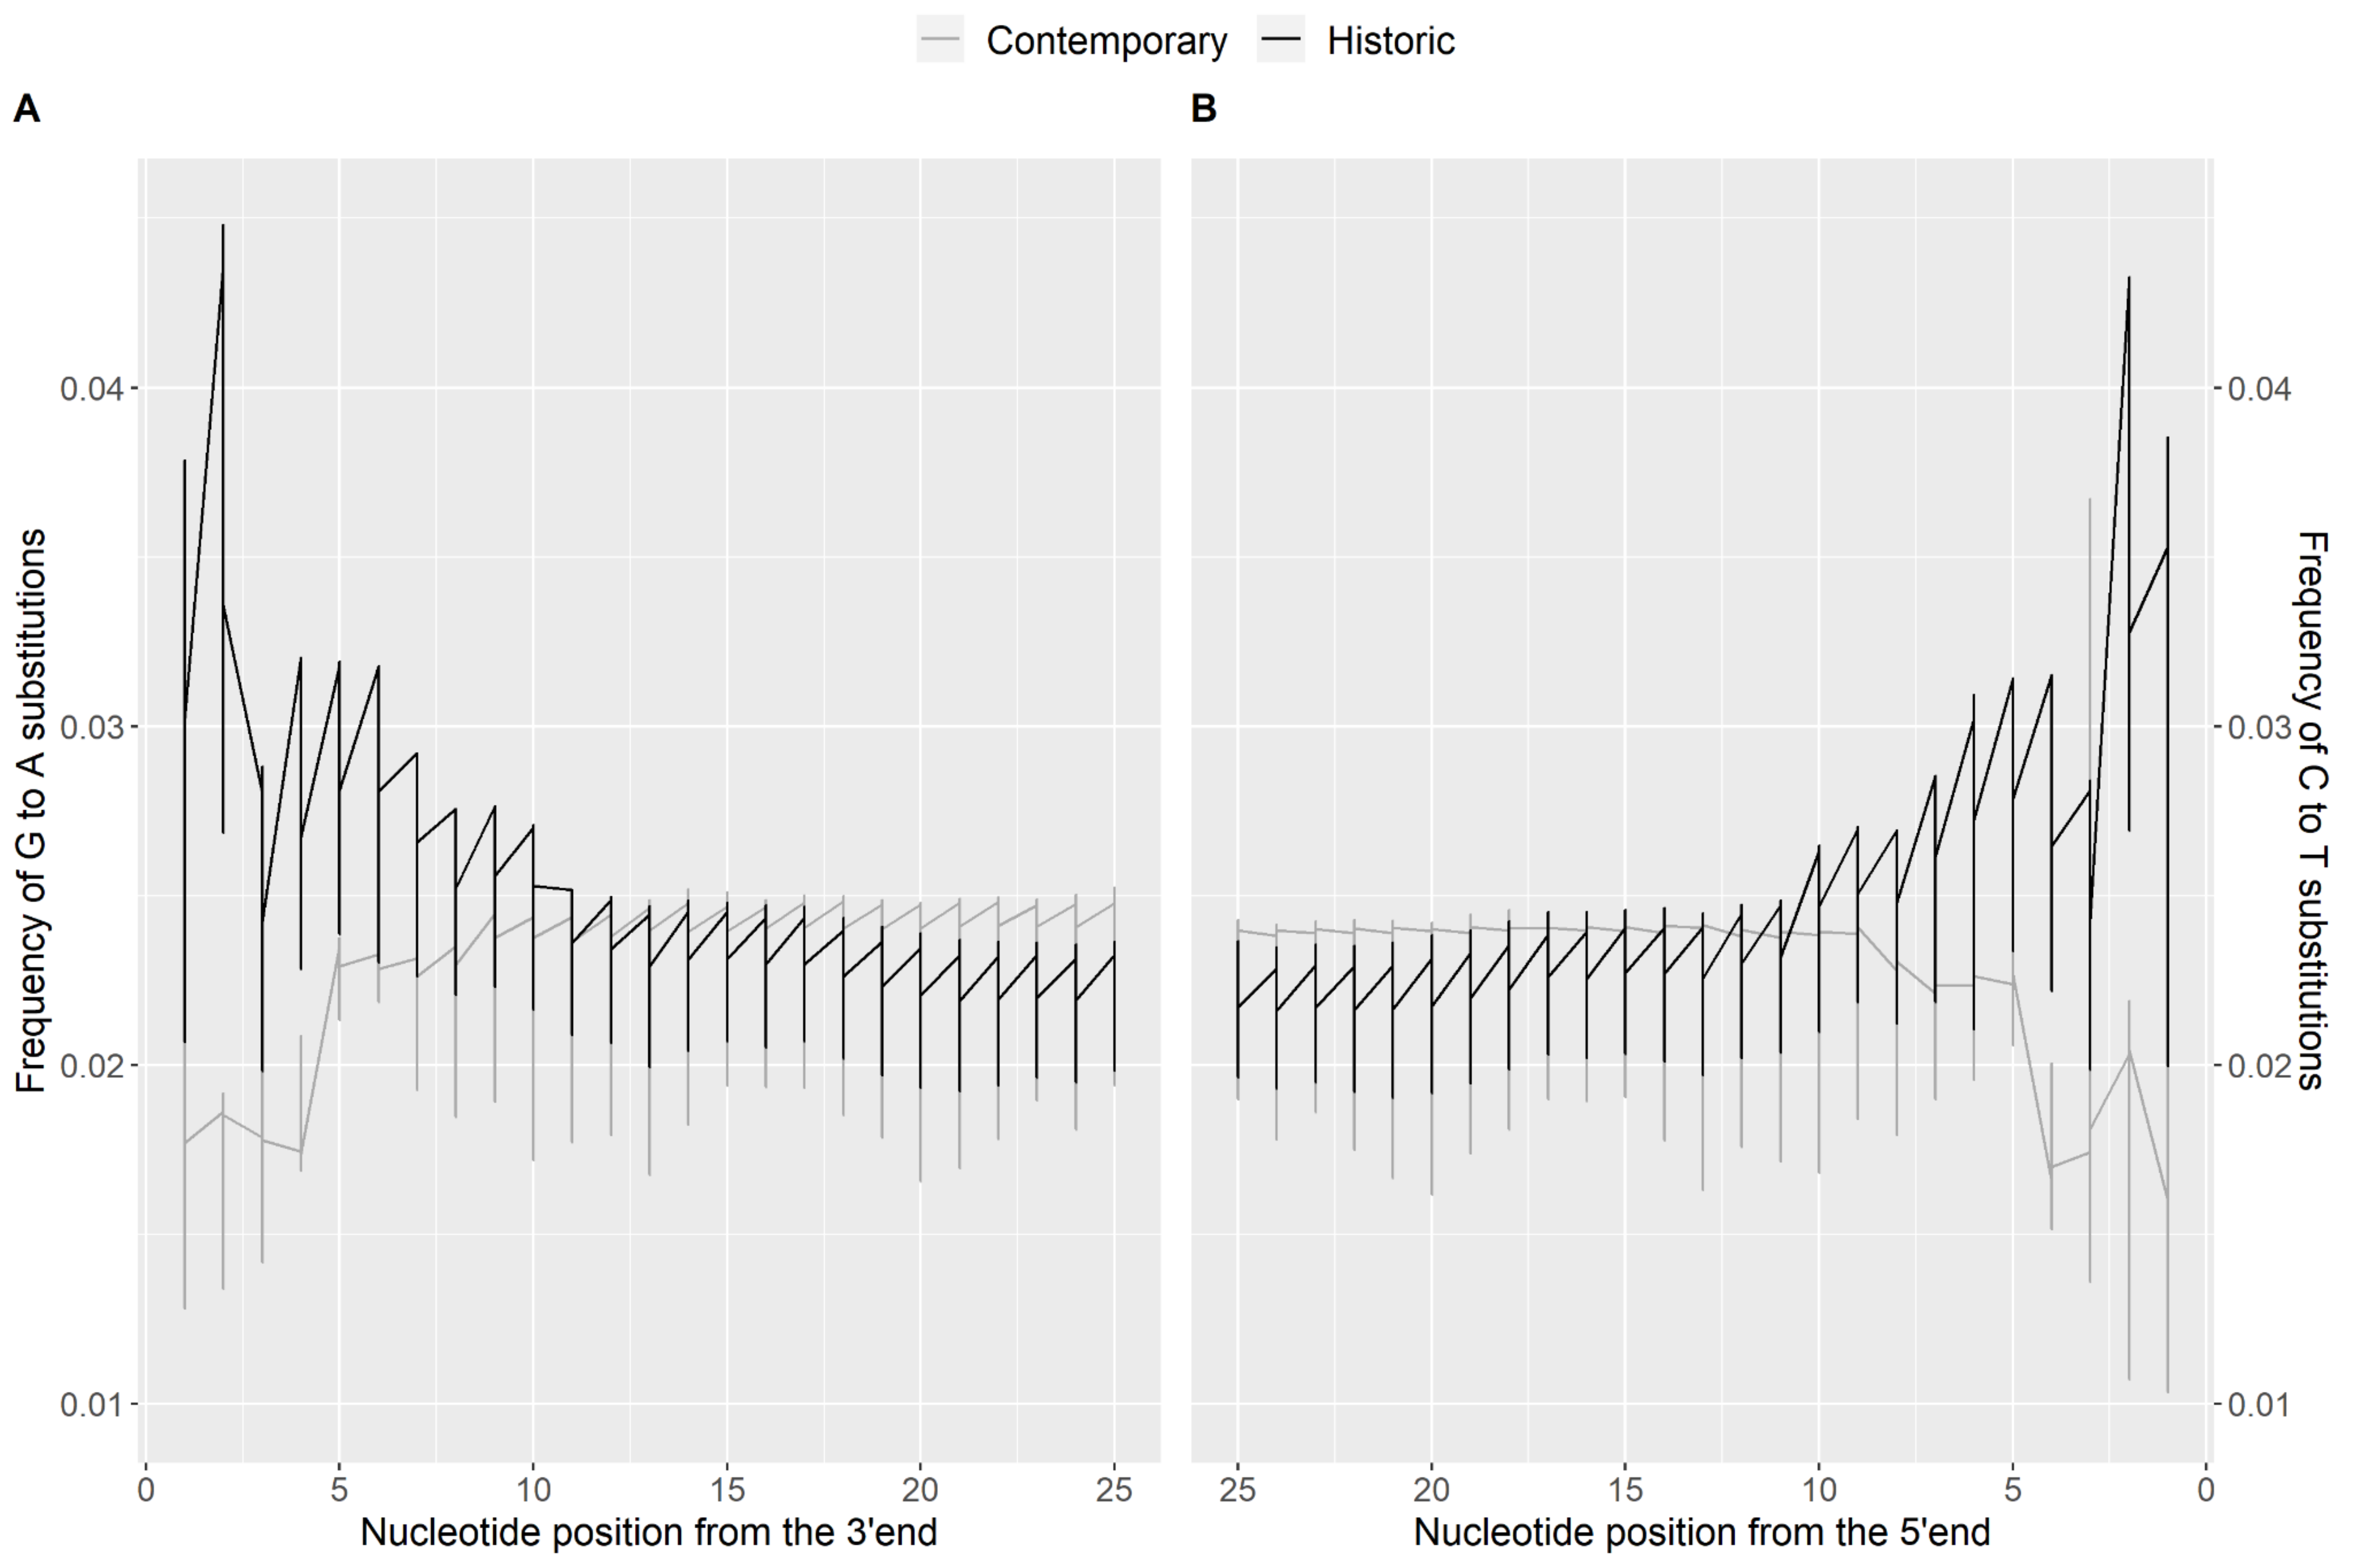 Contemporary Historic
A B
Frequency of G to A substitutions
0.04
0.03
0.02
0.01
0 5 10 15 20 25
Nucleotide position from the 3'end
25 20 15 10 5 0
Nucleotide position from the 5'end
0.04
0.03
0.02
0.01
Frequency of C to T substitutions